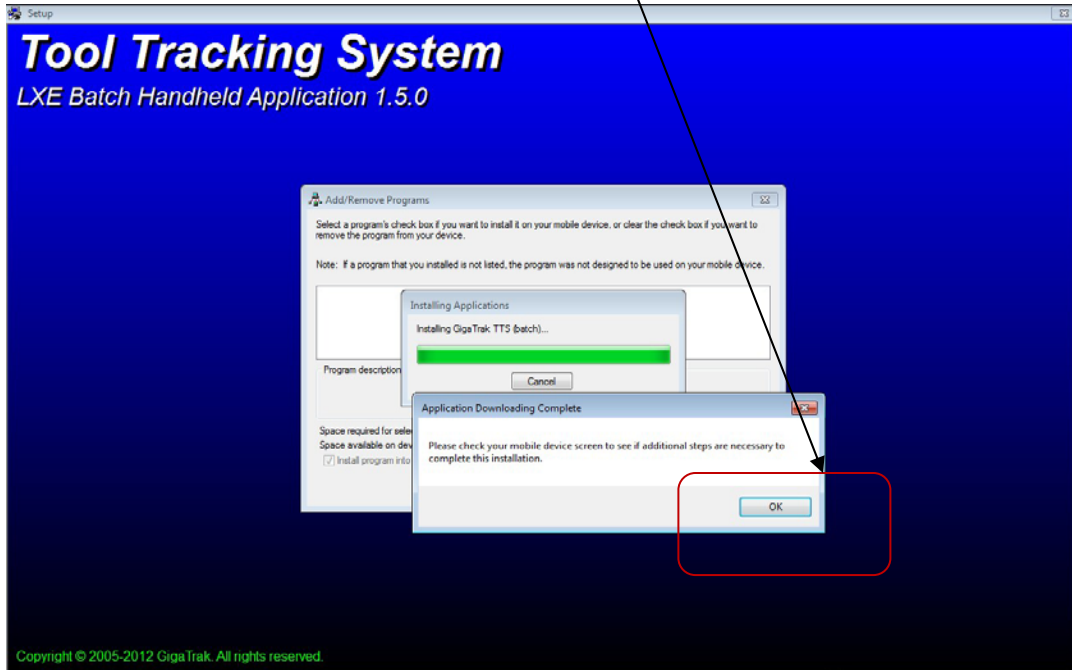 Setup
Tool Tracking System
LXE Batch Handheld Application 1.5.0
Add/Remove Programs
Select a program's check box if you want to install it on your mobile device, or clear the check box if you want to
remove the program from your device.
Note: If a program that you installed is not listed, the program was not designed to be used on your mobile device.
Installing Applications
Installing GigaTrak TTS (batch)...
Program description
Cancel
Application Downloading Complete
Space required for sele
Space available on dev
Please check your mobile device screen to see if additional steps are necessary to
complete this installation.
Install program into
OK
Copyright © 2005-2012 GigaTrak. All rights reserved.